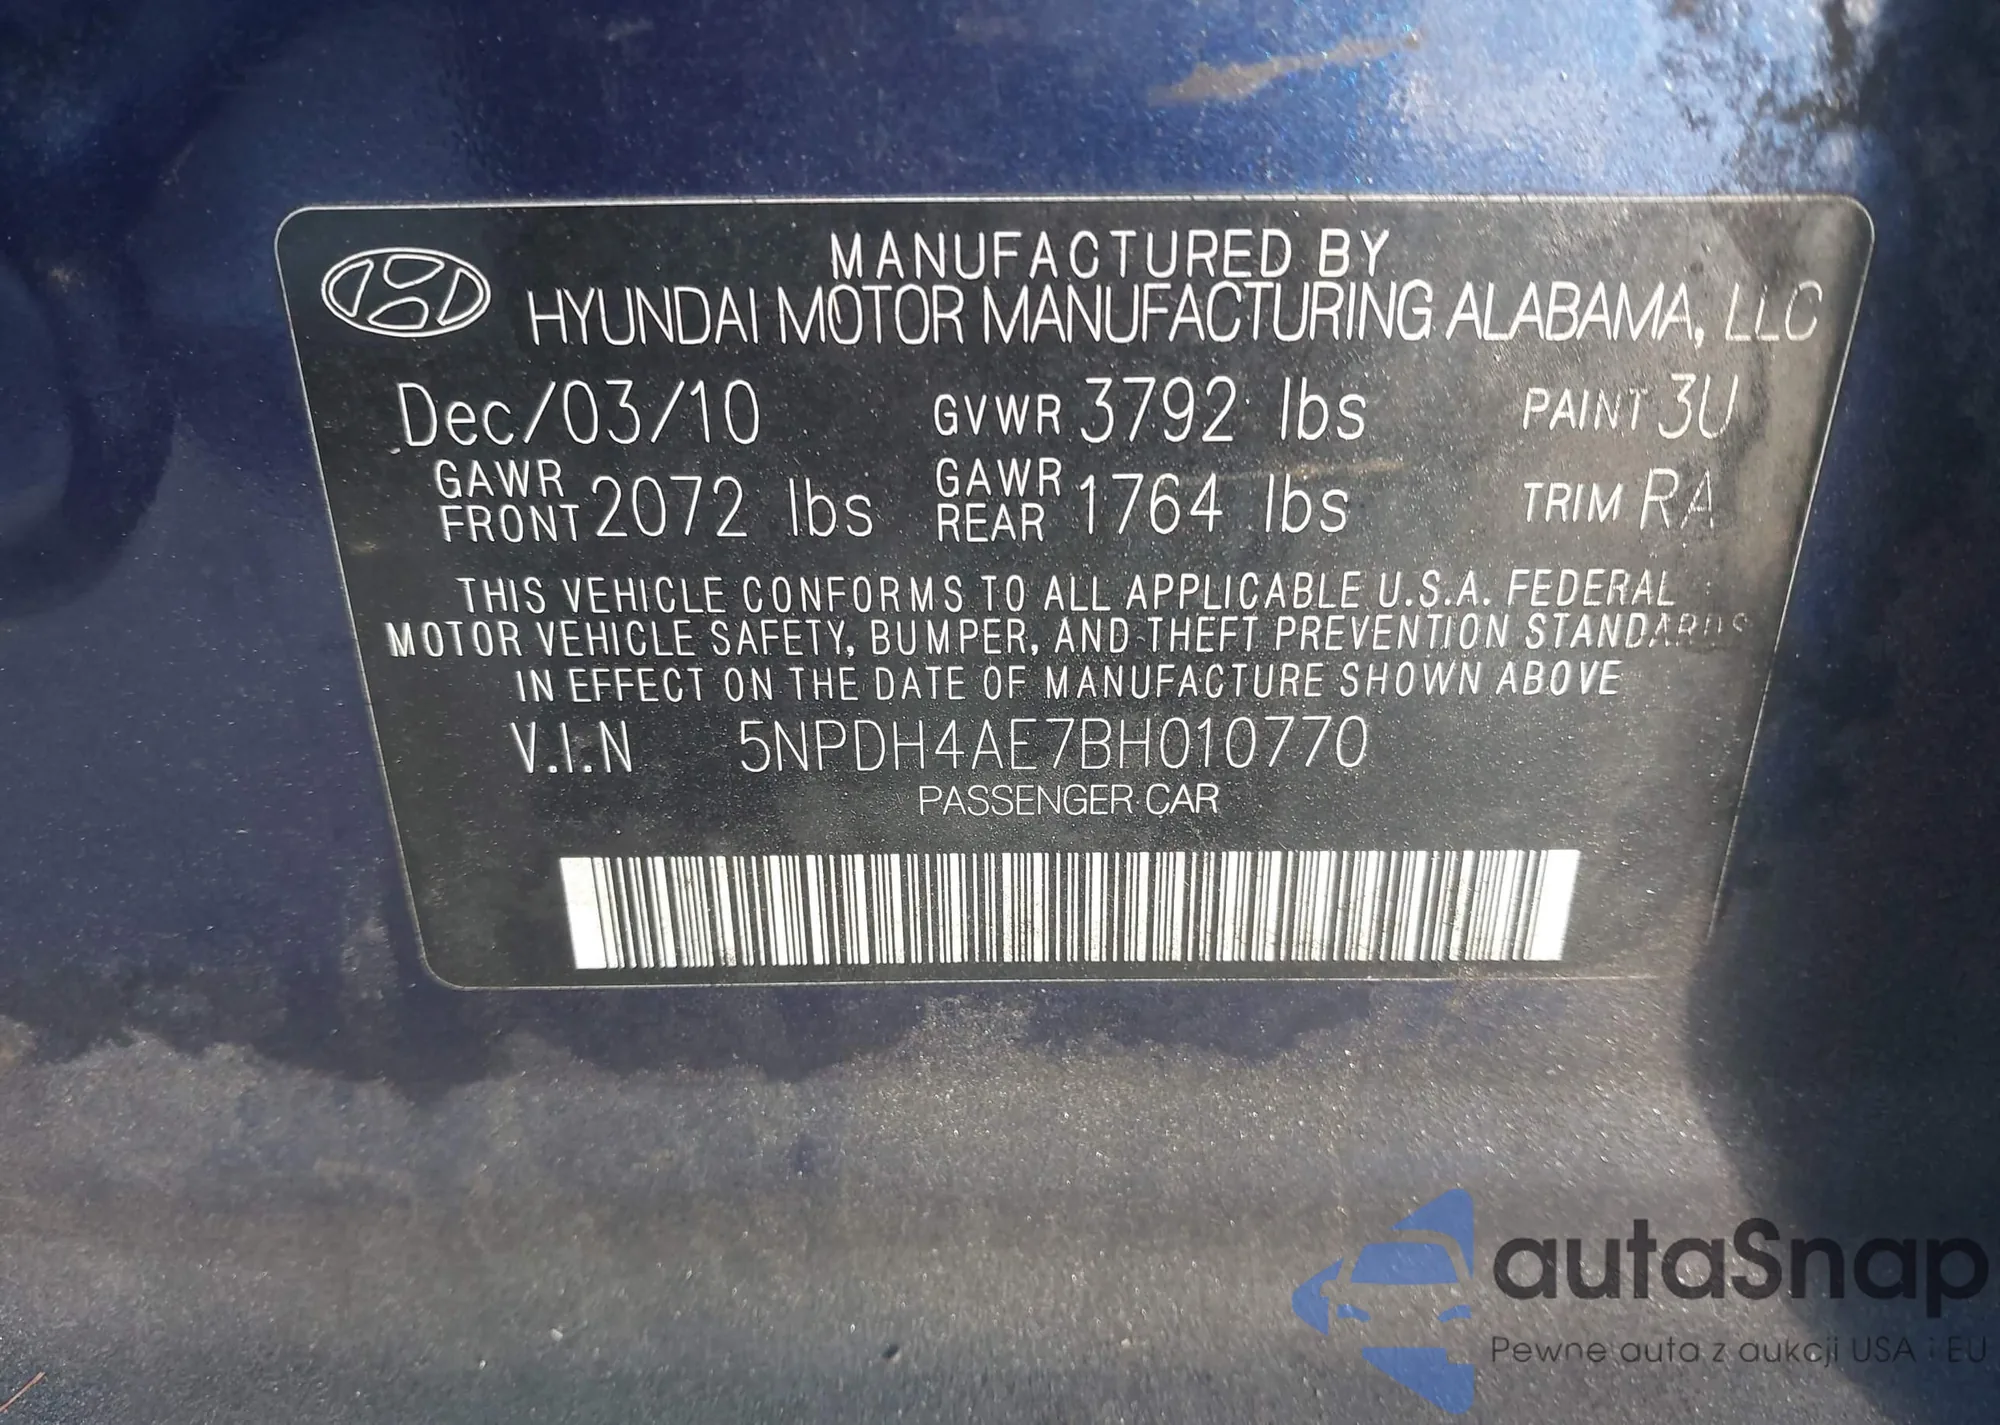 MANUFACTURED BY
HYUNDAI MOTOR MANUFACTURING ALABAMA, LLC
Dec/03/10 GVWR 3792 lbs PAINT 3U
GAWR FRONT 2072 lbs GAWR REAR 1764 lbs TRIM RA
THIS VEHICLE CONFORMS TO ALL APPLICABLE U.S.A. FEDERAL
MOTOR VEHICLE SAFETY, BUMPER, AND THEFT PREVENTION STANDARDS
IN EFFECT ON THE DATE OF MANUFACTURE SHOWN ABOVE
V.I.N 5NPDH4AE7BH010770
PASSENGER CAR
autaSnap
Pewne auta z aukcji USA i EU